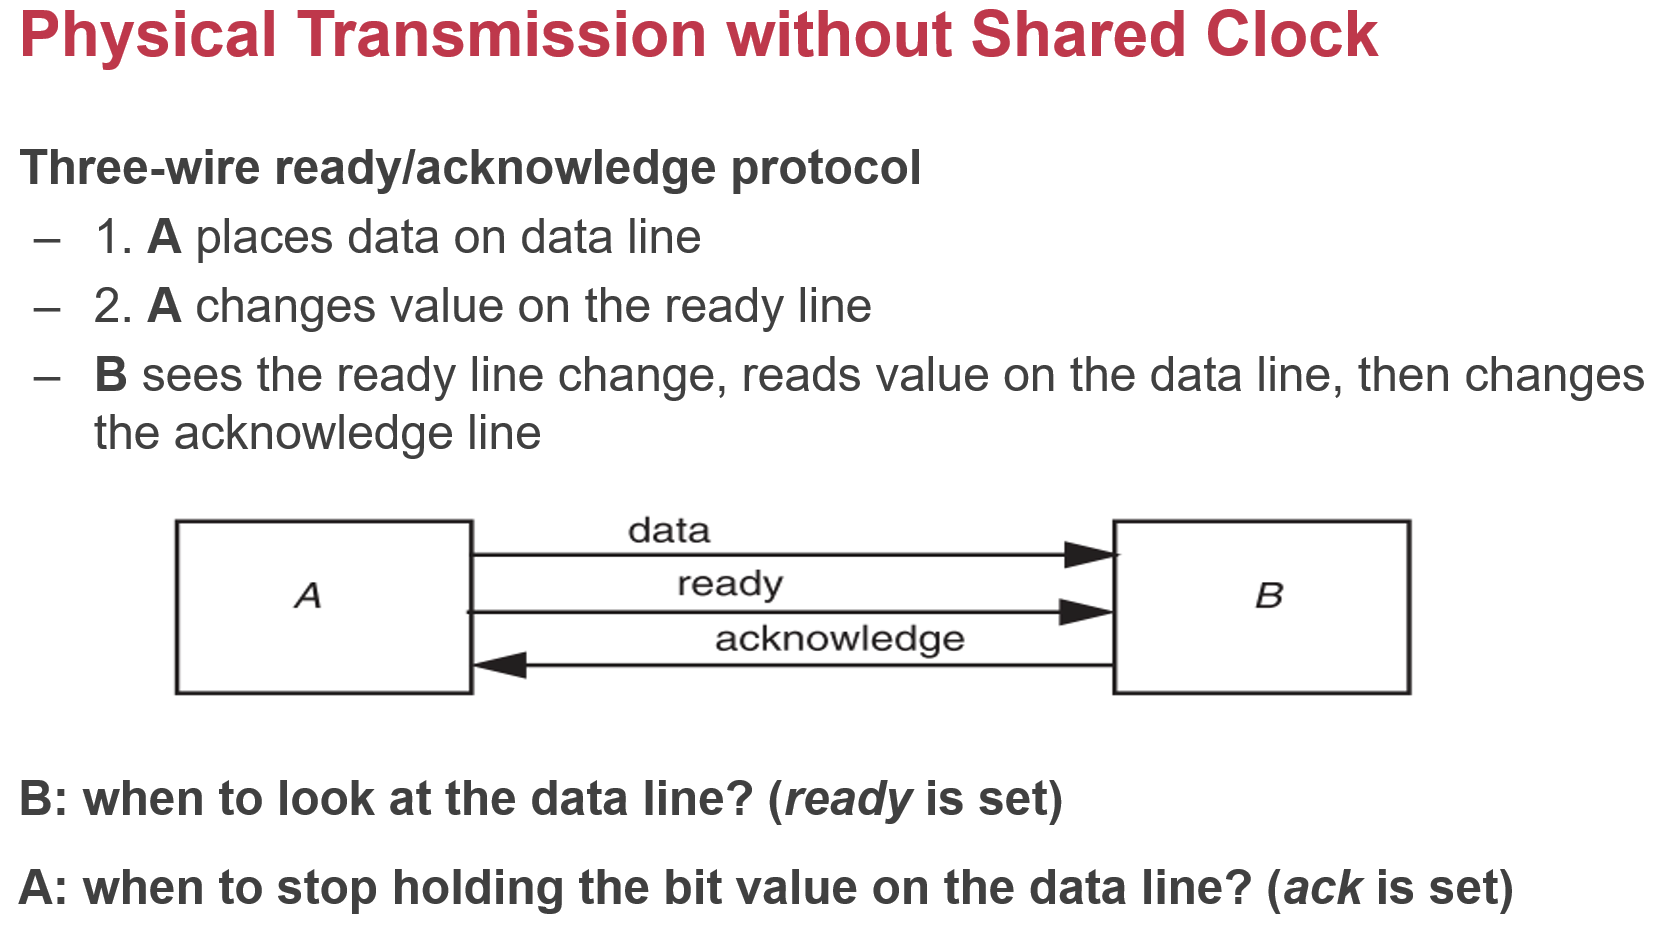 Physical Transmission without Shared Clock
Three-wire ready/acknowledge protocol
– 1. A places data on data line
– 2. A changes value on the ready line
– B sees the ready line change, reads value on the data line, then changes
the acknowledge line
data
ready
acknowledge
A
B
B: when to look at the data line? (ready is set)
A: when to stop holding the bit value on the data line? (ack is set)